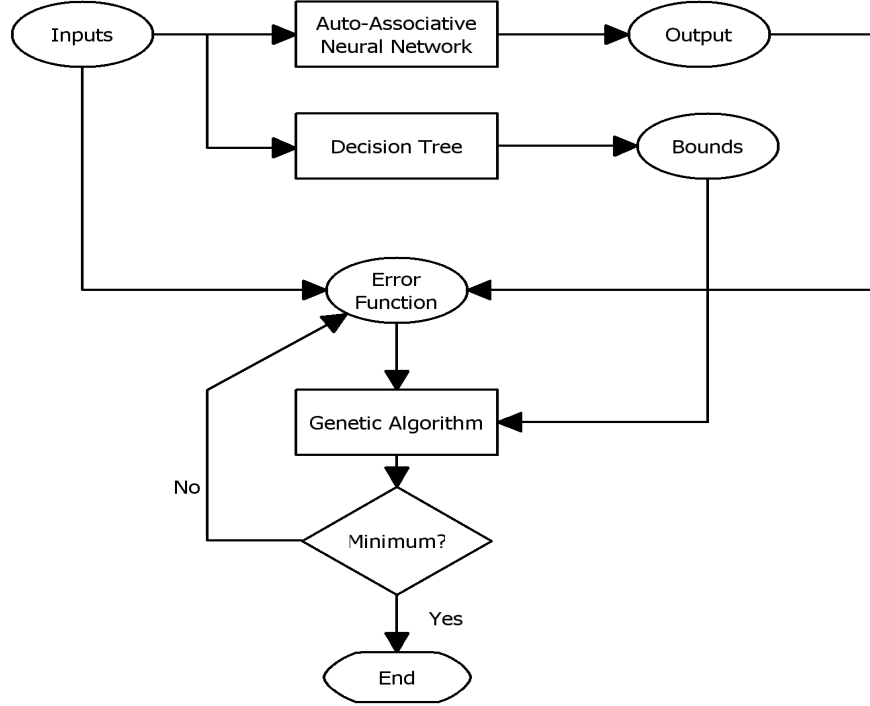 Inputs
Auto-Associative
Neural Network
Output
Decision Tree
Bounds
Error
Function
Genetic Algorithm
No
Minimum?
Yes
End